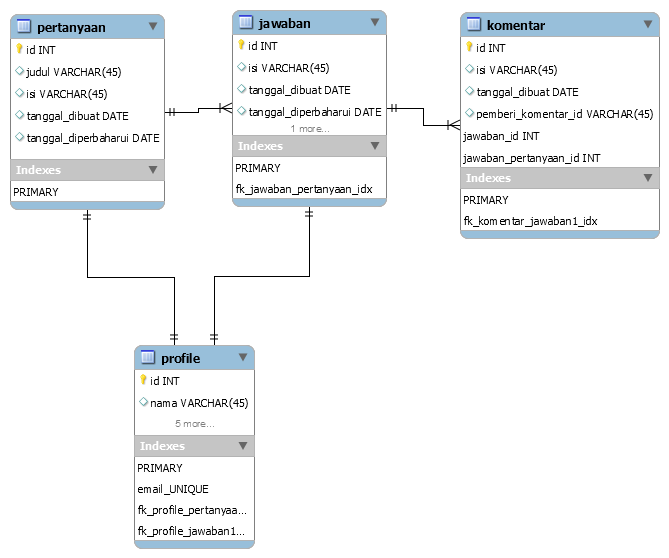 pertanyaan
id INT
judul VARCHAR(45)
isi VARCHAR(45)
tanggal_dibuat DATE
tanggal_diperbaharui DATE
Indexes
PRIMARY
jawaban
id INT
isi VARCHAR(45)
tanggal_dibuat DATE
tanggal_diperbaharui DATE
1 more...
Indexes
PRIMARY
fk_jawaban_pertanyaan_idx
komentar
id INT
isi VARCHAR(45)
tanggal_dibuat DATE
pemberi_komentar_id VARCHAR(45)
jawaban_id INT
jawaban_pertanyaan_id INT
Indexes
PRIMARY
fk_komentar_jawaban1_idx
profile
id INT
nama VARCHAR(45)
5 more...
Indexes
PRIMARY
email_UNIQUE
fk_profile_pertanyaa...
fk_profile_jawaban1...